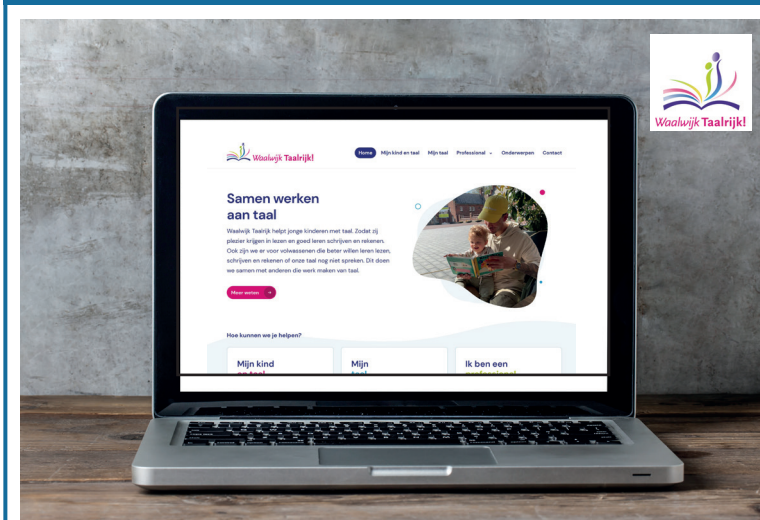 Waalwijk Taalrijk!
Waalwijk Taalrijk!
Home Mijn kind en taal Mijn taal Professional Onderwerpen Contact
Samen werken
aan taal
Waalwijk Taalrijk helpt jonge kinderen met taal. Zodat zij
plezier krijgen in lezen en goed leren schrijven en rekenen.
Ook zijn we er voor volwassenen die beter willen leren lezen,
schrijven en rekenen of onze taal nog niet spreken. Dit doen
we samen met anderen die werk maken van taal.
Meer weten
Hoe kunnen we je helpen?
Mijn kind
en taal
Mijn
taal
Ik ben een
professional